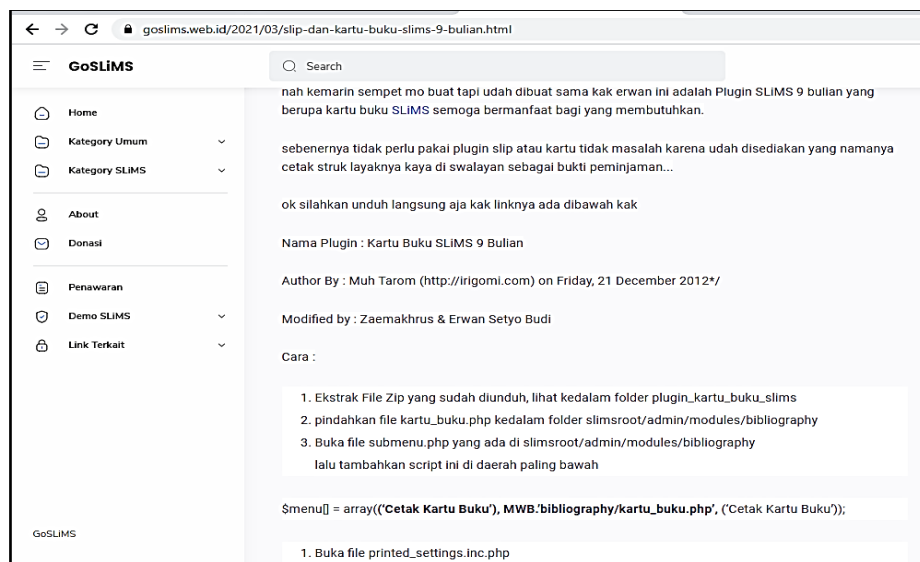 goslims.web.id/2021/03/slip-dan-kartu-buku-slims-9-bulian.html
GoSLiMS
Search
Home
Kategory Umum
Kategory SLiMS
About
Donasi
Penawaran
Demo SLiMS
Link Terkait
GoSLiMS
nah kemarin sempet mo buat tapi udah dibuat sama kak erwan ini adalah Plugin SLiMS 9 bulian yang
berupa kartu buku SLiMS semoga bermanfaat bagi yang membutuhkan.
sebenernya tidak perlu pakai plugin slip atau kartu tidak masalah karena udah disediakan yang namanya
cetak struk layaknya kaya di swalayan sebagai bukti peminjaman...
ok silahkan unduh langsung aja kak linknya ada dibawah kak
Nama Plugin : Kartu Buku SLiMS 9 Bulian
Author By : Muh Tarom (http://irigomi.com) on Friday, 21 December 2012*/
Modified by : Zaemakhrus & Erwan Setyo Budi
Cara :
1. Ekstrak File Zip yang sudah diunduh, lihat kedalam folder plugin_kartu_buku_slims
2. pindahkan file kartu_buku.php kedalam folder slimsroot/admin/modules/bibliography
3. Buka file submenu.php yang ada di slimsroot/admin/modules/bibliography
lalu tambahkan script ini di daerah paling bawah
$menu[] = array(('Cetak Kartu Buku'), MWB.'bibliography/kartu_buku.php', ('Cetak Kartu Buku'));
1. Buka file printed_settings.inc.php